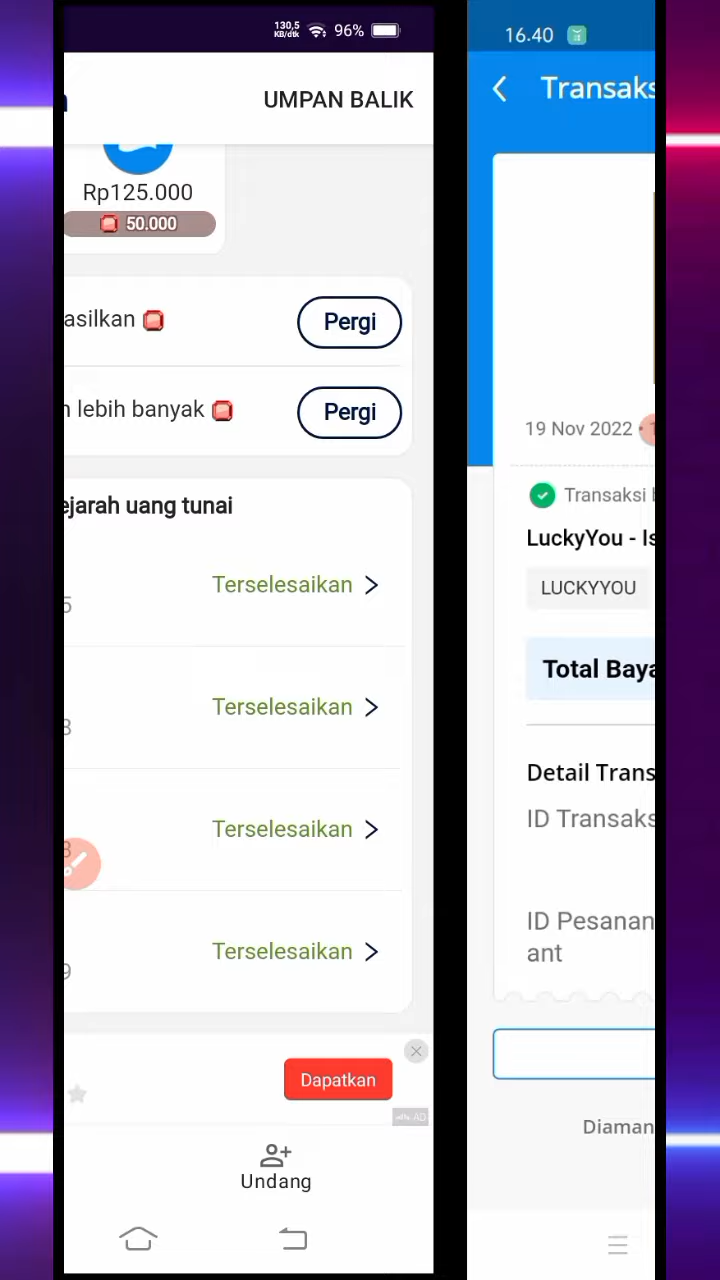 130,5
KB/dtk
96%
UMPAN BALIK
Rp125.000
50.000
asilkan
Pergi
lebih banyak
Pergi
ejarah uang tunai
Terselesaikan
Terselesaikan
Terselesaikan
Terselesaikan
Dapatkan
AD
Undang
16.40
Transaks
19 Nov 2022 •
Transaksi
LuckyYou - Is
LUCKYYOU
Total Baya
Detail Trans
ID Transaks
ID Pesanan
ant
Diaman